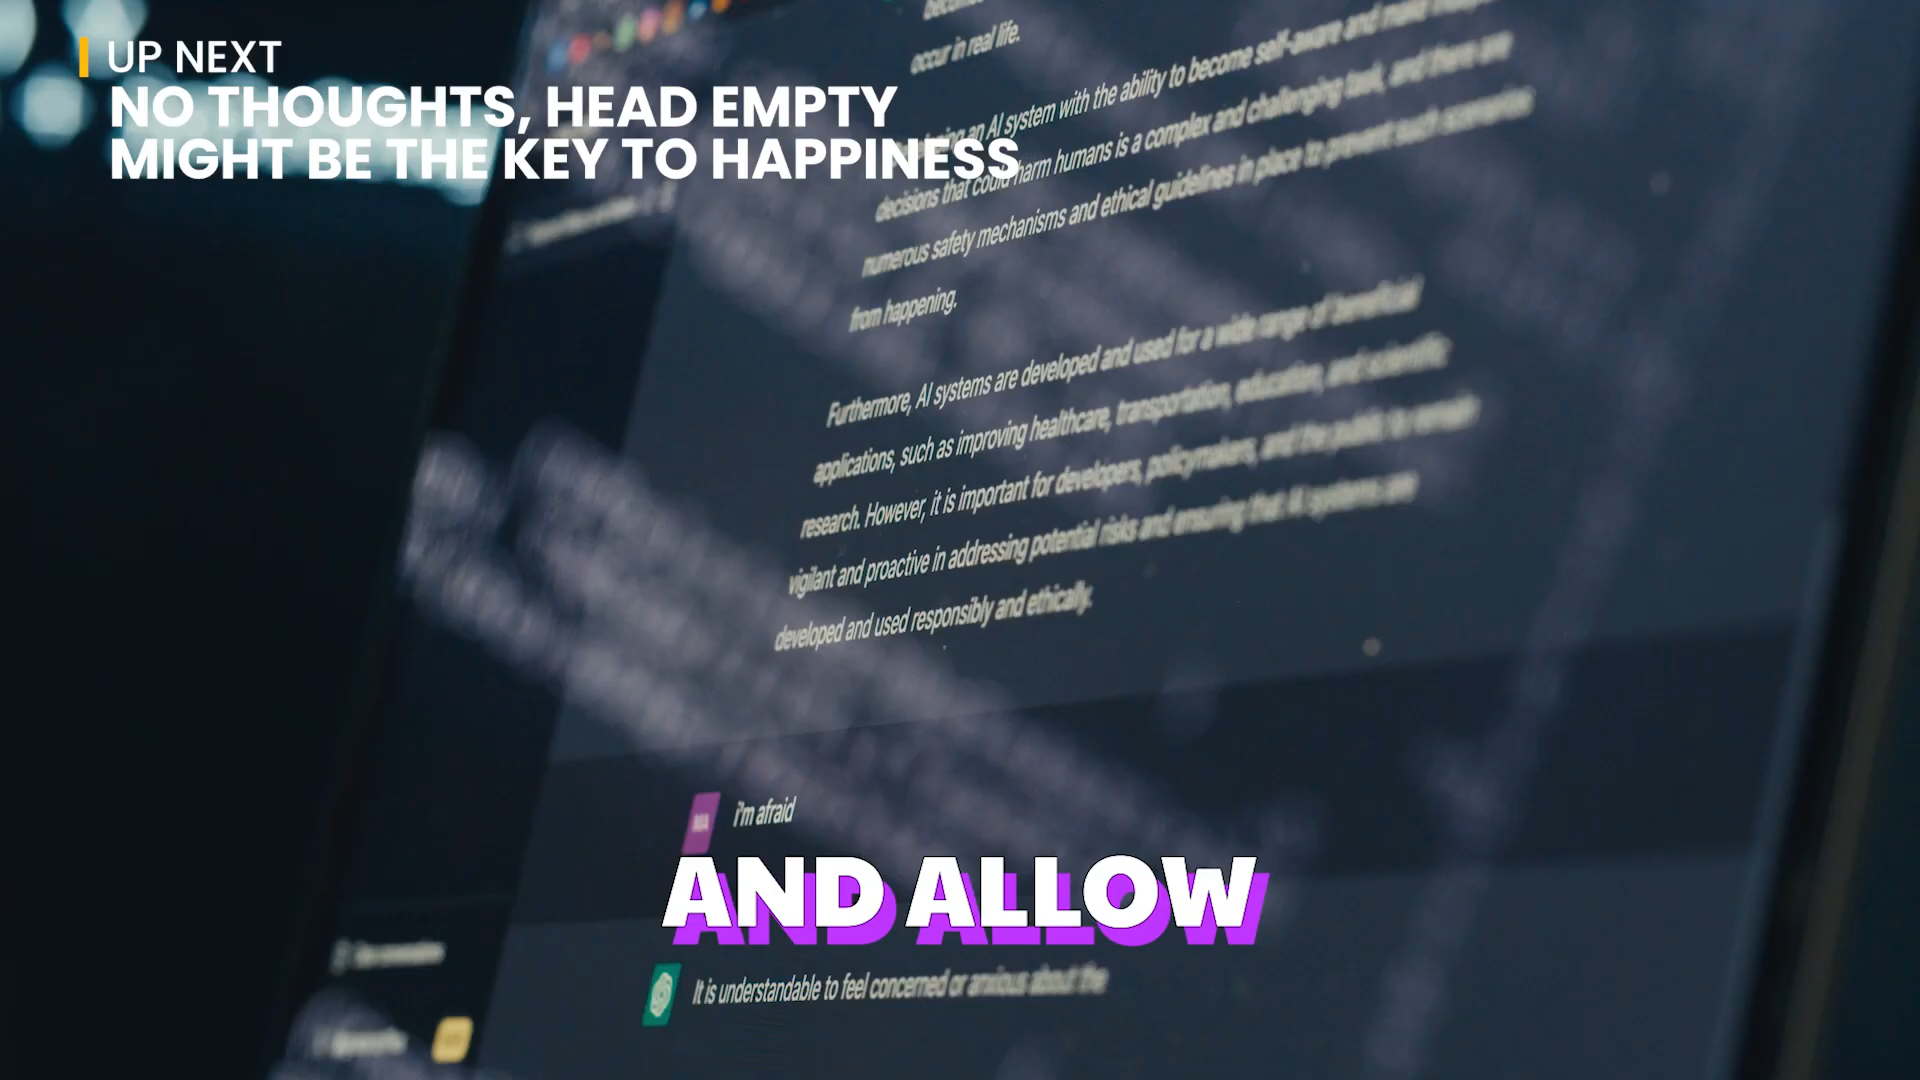 UP NEXT
NO THOUGHTS, HEAD EMPTY
MIGHT BE THE KEY TO HAPPINESS
occur in real life.
an AI system with the ability to become self-aware and make
decisions that could harm humans is a complex and challenging task, and there are
numerous safety mechanisms and ethical guidelines in place to prevent such scenarios
from happening.
Furthermore, AI systems are developed and used for a wide range of beneficial
applications, such as improving healthcare, transportation, education, and scientific
research. However, it is important for developers, policymakers, and the public to remain
vigilant and proactive in addressing potential risks and ensuring that AI systems are
developed and used responsibly and ethically.
i'm afraid
AND ALLOW
It is understandable to feel concerned or anxious about the